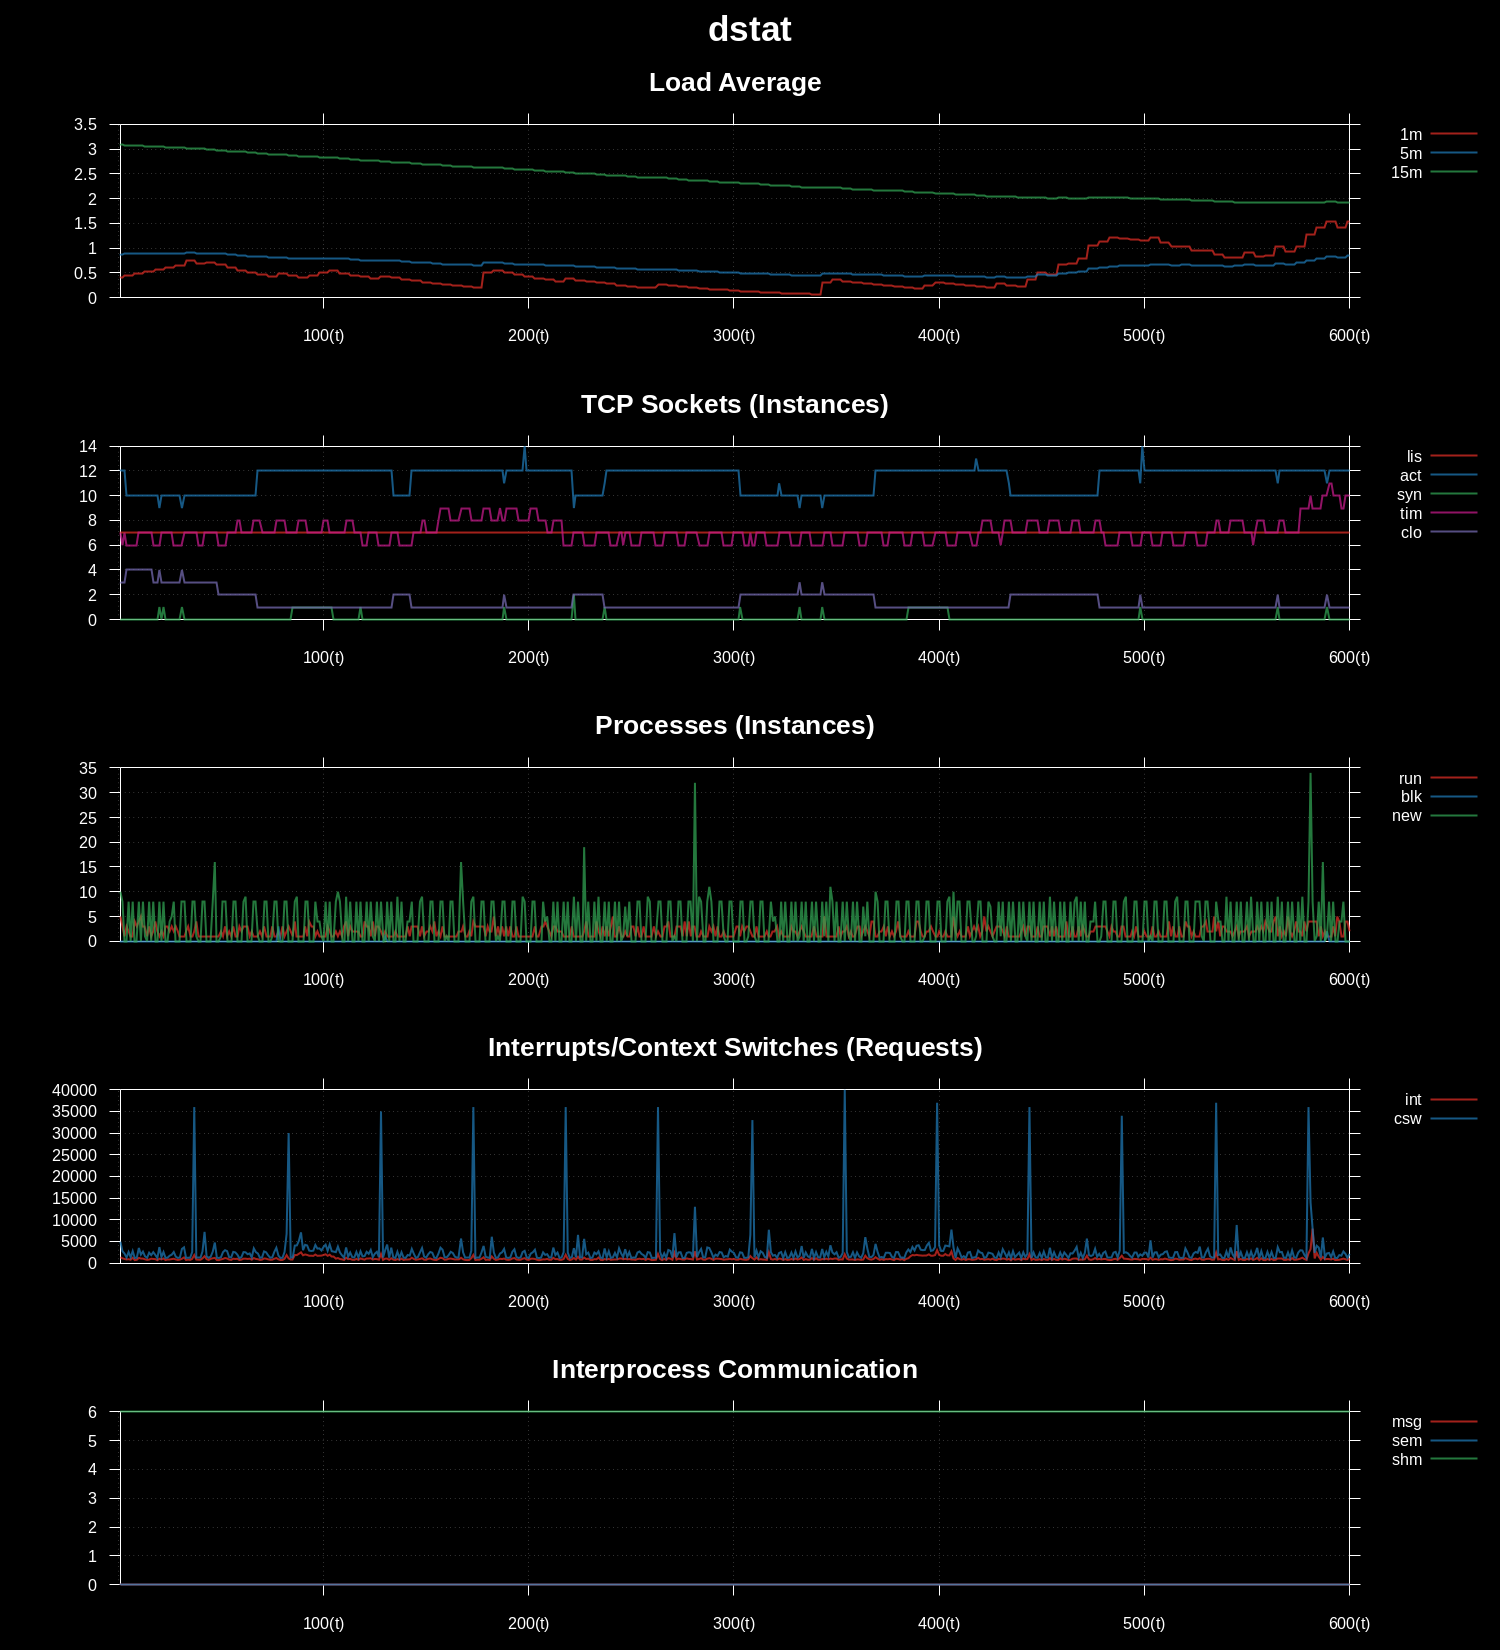 dstat
Load Average
3.5
3
2.5
2
1.5
1
0.5
0
100(t) 200(t) 300(t) 400(t) 500(t) 600(t)
1m
5m
15m
TCP Sockets (Instances)
14
12
10
8
6
4
2
0
100(t) 200(t) 300(t) 400(t) 500(t) 600(t)
lis
act
syn
tim
clo
Processes (Instances)
35
30
25
20
15
10
5
0
100(t) 200(t) 300(t) 400(t) 500(t) 600(t)
run
blk
new
Interrupts/Context Switches (Requests)
40000
35000
30000
25000
20000
15000
10000
5000
0
100(t) 200(t) 300(t) 400(t) 500(t) 600(t)
int
csw
Interprocess Communication
6
5
4
3
2
1
0
100(t) 200(t) 300(t) 400(t) 500(t) 600(t)
msg
sem
shm